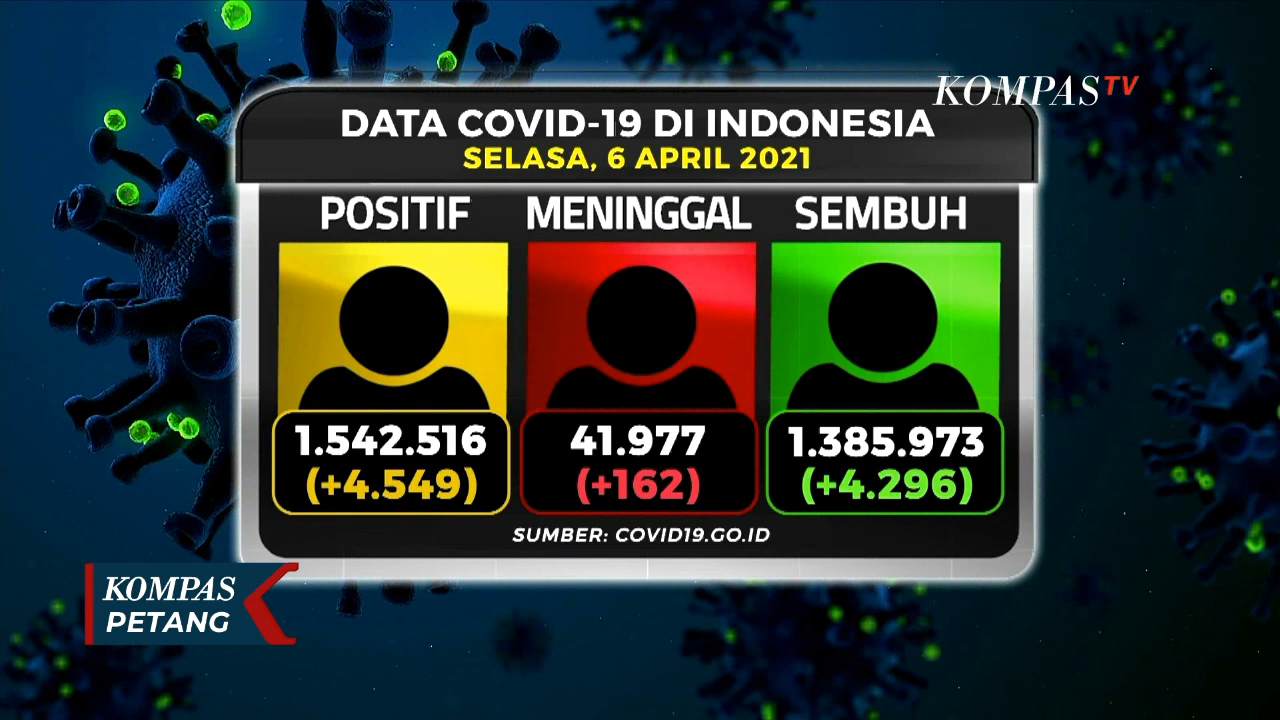 KOMPASTV
DATA COVID-19 DI INDONESIA
SELASA, 6 APRIL 2021
POSITIF
MENINGGAL
SEMBUH
1.542.516
(+4.549)
41.977
(+162)
1.385.973
(+4.296)
SUMBER: COVID19.GO.ID
KOMPAS
PETANG